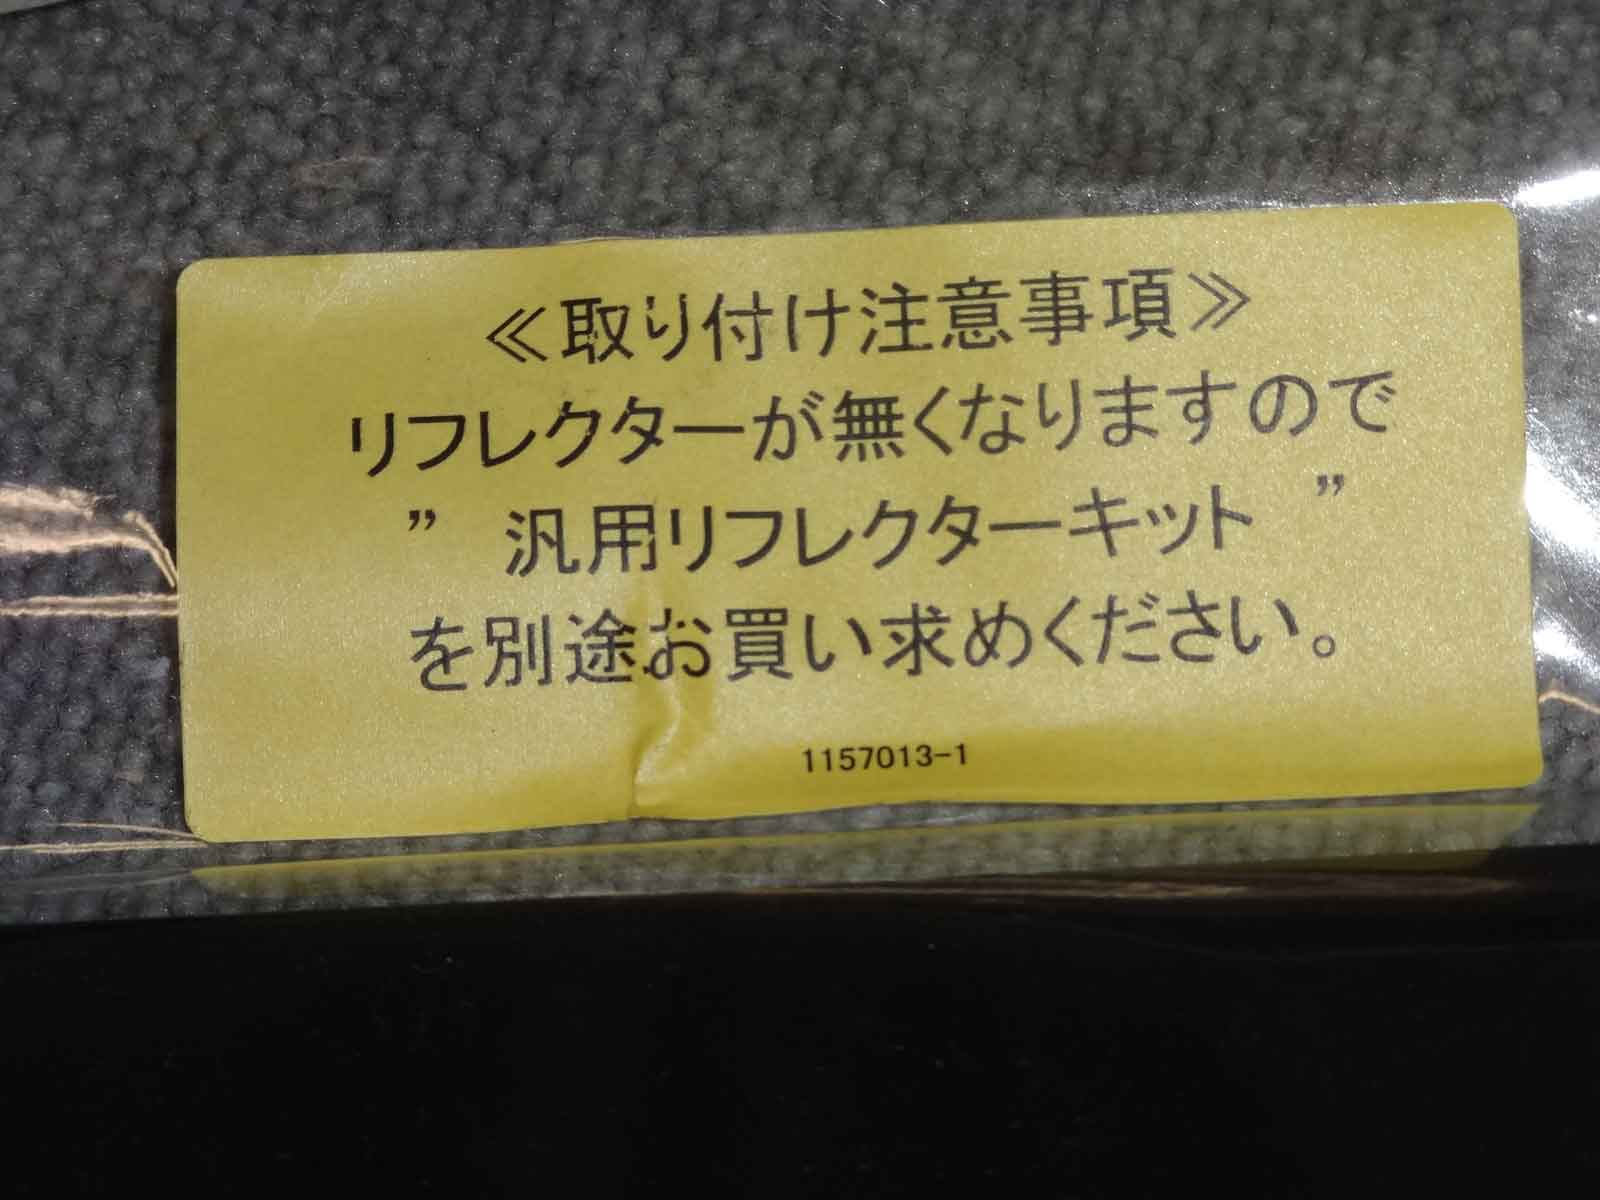 ≪取り付け注意事項≫
リフレクターが無くなりますので
” 汎用リフレクターキット ”
を別途お買い求めください。
1157013-1